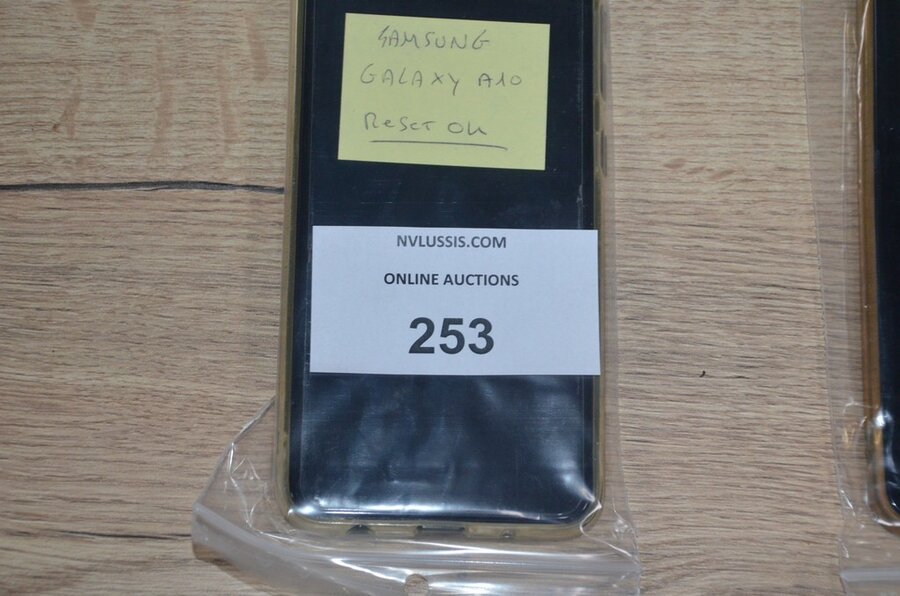 SAMSUNG
GALAXY A10
Reset OK
NVLUSSIS.COM
ONLINE AUCTIONS
253